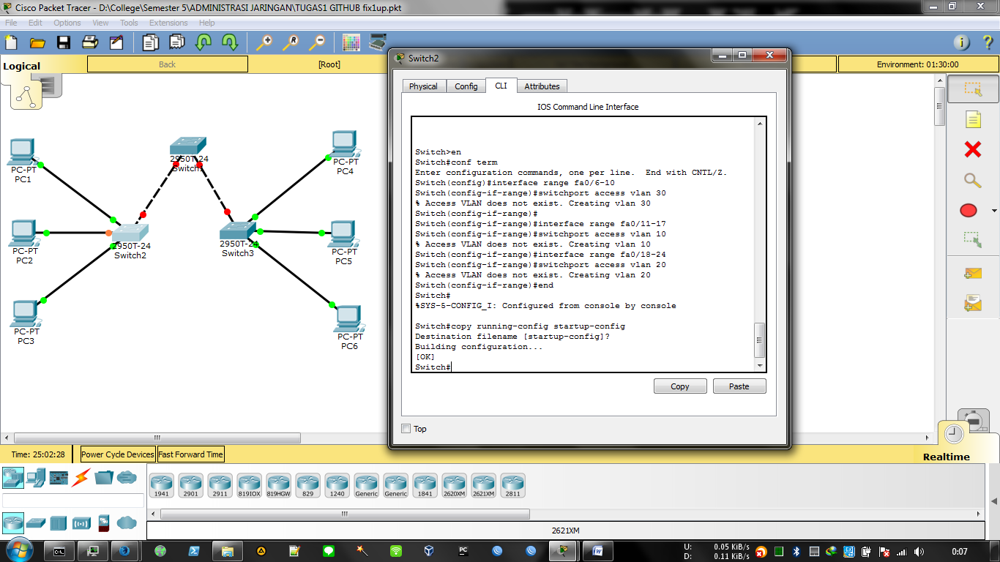 Cisco Packet Tracer - D:\College\Semester 5\ADMINISTRASI JARINGAN\TUGAS1 GITHUB fix1up.pkt
File Edit Options View Tools Extensions Help
Logical
Back
[Root]
Environment: 01:30:00
PC-PT
PC1
2950T-24
Switch1
PC-PT
PC4
PC-PT
PC2
2950T-24
Switch2
2950T-24
Switch3
PC-PT
PC5
PC-PT
PC3
PC-PT
PC6
Switch2
Physical Config CLI Attributes
IOS Command Line Interface
Switch>en
Switch#conf term
Enter configuration commands, one per line.  End with CNTL/Z.
Switch(config)#interface range fa0/6-10
Switch(config-if-range)#switchport access vlan 30
% Access VLAN does not exist. Creating vlan 30
Switch(config-if-range)#
Switch(config-if-range)#interface range fa0/11-17
Switch(config-if-range)#switchport access vlan 10
% Access VLAN does not exist. Creating vlan 10
Switch(config-if-range)#interface range fa0/18-24
Switch(config-if-range)#switchport access vlan 20
% Access VLAN does not exist. Creating vlan 20
Switch(config-if-range)#end
Switch#
%SYS-5-CONFIG_I: Configured from console by console
Switch#copy running-config startup-config
Destination filename [startup-config]?
Building configuration...
[OK]
Switch#
Copy Paste
Top
Time: 25:02:28
Power Cycle Devices Fast Forward Time
Realtime
1941 2901 2911 819IOX 819HGW 829 1240 Generic Generic 1841 2620XM 2621XM 2811
2621XM
U: 0.05 KiB/s
D: 0.11 KiB/s
0:07